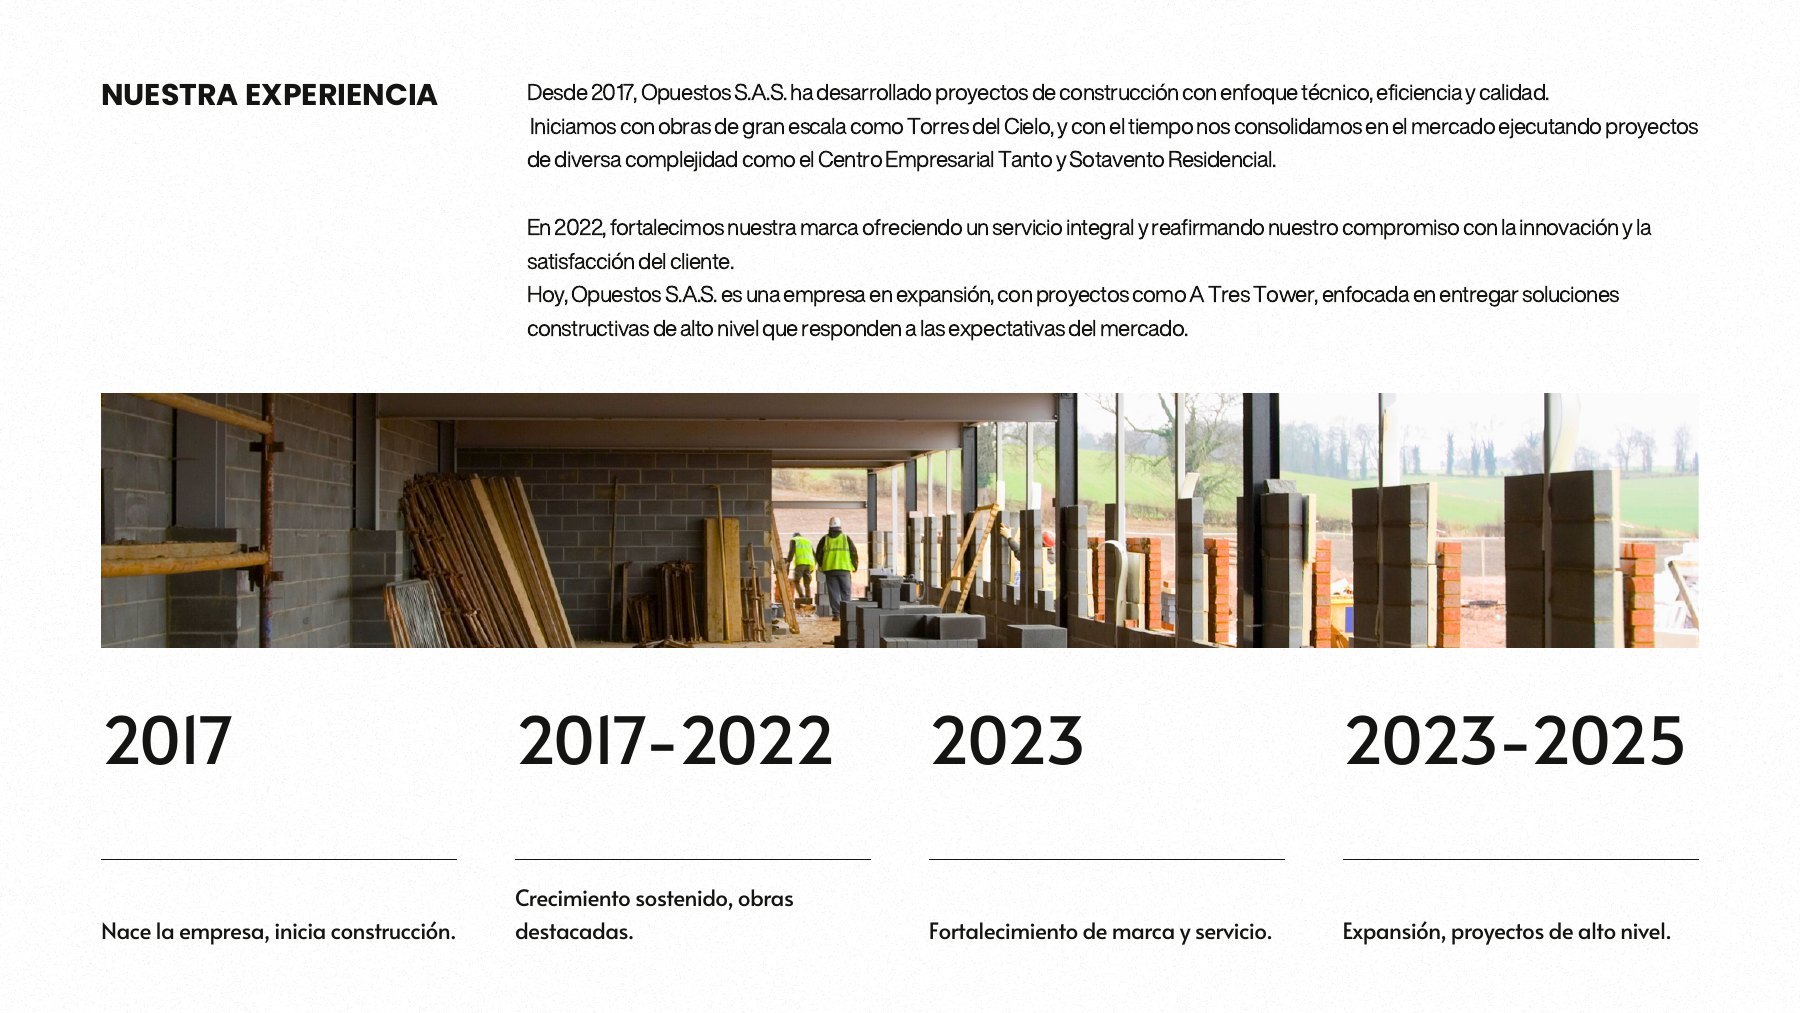 NUESTRA EXPERIENCIA
Desde 2017, Opuestos S.A.S. ha desarrollado proyectos de construcción con enfoque técnico, eficiencia y calidad.
Iniciamos con obras de gran escala como Torres del Cielo, y con el tiempo nos consolidamos en el mercado ejecutando proyectos
de diversa complejidad como el Centro Empresarial Tanto y Sotavento Residencial.
En 2022, fortalecimos nuestra marca ofreciendo un servicio integral y reafirmando nuestro compromiso con la innovación y la
satisfacción del cliente.
Hoy, Opuestos S.A.S. es una empresa en expansión, con proyectos como A Tres Tower, enfocada en entregar soluciones
constructivas de alto nivel que responden a las expectativas del mercado.
2017
Nace la empresa, inicia construcción.
2017-2022
Crecimiento sostenido, obras
destacadas.
2023
Fortalecimiento de marca y servicio.
2023-2025
Expansión, proyectos de alto nivel.